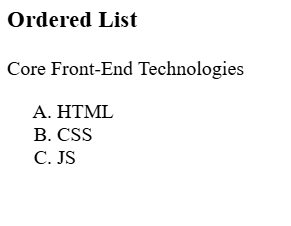 Ordered List
Core Front-End Technologies
A. HTML
B. CSS
C. JS